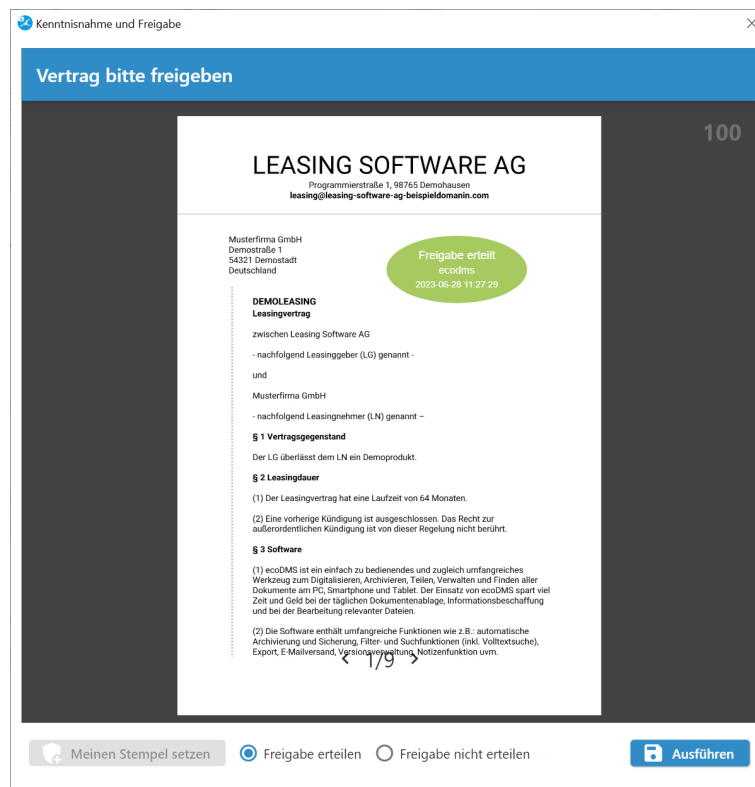 Kenntnisnahme und Freigabe
Vertrag bitte freigeben
100
LEASING SOFTWARE AG
Programmierstraße 1, 98765 Demohausen
leasing@leasing-software-ag-beispieldomanin.com
Musterfirma GmbH
Demostraße 1
54321 Demostadt
Deutschland
Freigabe erteilt
ecodms
2023-06-28 11:27:29
DEMOLEASING
Leasingvertrag
zwischen Leasing Software AG
- nachfolgend Leasinggeber (LG) genannt -
und
Musterfirma GmbH
- nachfolgend Leasingnehmer (LN) genannt –
§ 1 Vertragsgegenstand
Der LG überlässt dem LN ein Demoprodukt.
§ 2 Leasingdauer
(1) Der Leasingvertrag hat eine Laufzeit von 64 Monaten.
(2) Eine vorherige Kündigung ist ausgeschlossen. Das Recht zur
außerordentlichen Kündigung ist von dieser Regelung nicht berührt.
§ 3 Software
(1) ecoDMS ist ein einfach zu bedienendes und zugleich umfangreiches
Werkzeug zum Digitalisieren, Archivieren, Teilen, Verwalten und Finden aller
Dokumente am PC, Smartphone und Tablet. Der Einsatz von ecoDMS spart viel
Zeit und Geld bei der täglichen Dokumentenablage, Informationsbeschaffung
und bei der Bearbeitung relevanter Dateien.
(2) Die Software enthält umfangreiche Funktionen wie z.B.: automatische
Archivierung und Sicherung, Filter- und Suchfunktionen (inkl. Volltextsuche),
Export, E-Mailversand, Versionsverwaltung, Notizenfunktion uvm.
< 1/9 >
Meinen Stempel setzen
Freigabe erteilen
Freigabe nicht erteilen
Ausführen